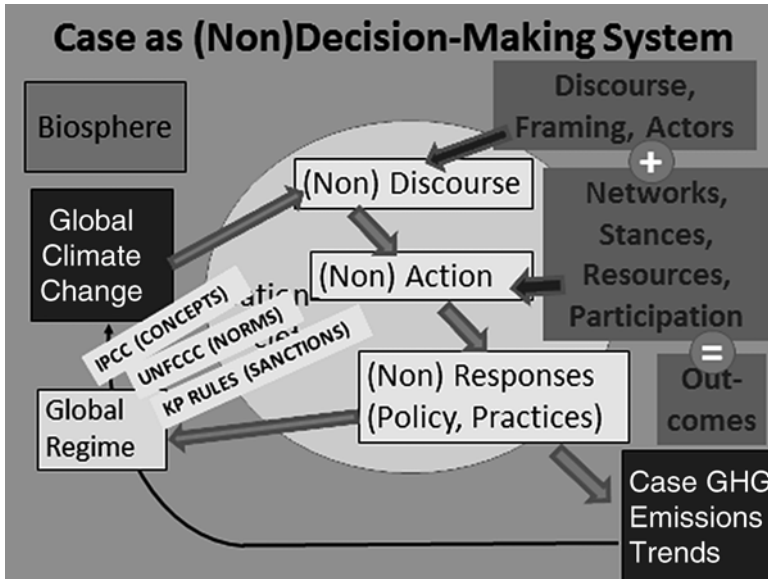 Case as (Non)Decision-Making System
Biosphere
Discourse,
Framing, Actors
+
(Non) Discourse
Global
Climate
Change
Networks,
Stances,
Resources,
Participation
(Non) Action
IPCC (CONCEPTS)
UNFCCC (NORMS)
KP RULES (SANCTIONS)
=
(Non) Responses
(Policy, Practices)
Out-
comes
Global
Regime
Case GHG
Emissions
Trends